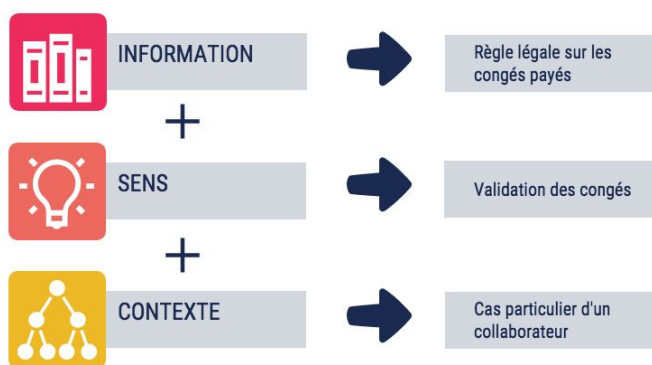 INFORMATION
Règle légale sur les
congés payés
+
SENS
Validation des congés
+
CONTEXTE
Cas particulier d'un
collaborateur